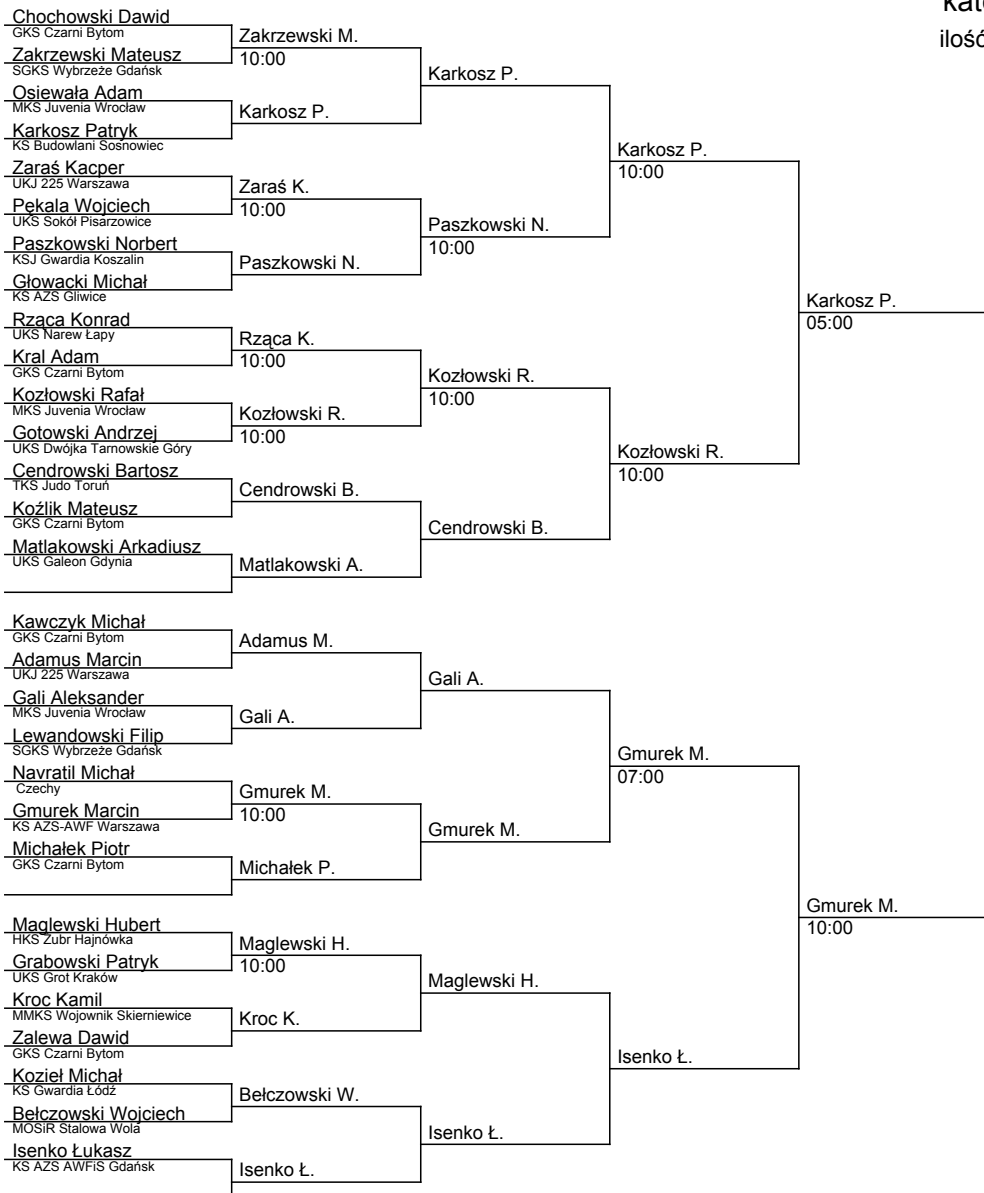 Chochowski Dawid
GKS Czarni Bytom
Zakrzewski Mateusz
SGKS Wybrzeże Gdańsk
Osiewała Adam
MKS Juvenia Wrocław
Karkosz Patryk
KS Budowlani Sosnowiec
Zaraś Kacper
UKJ 225 Warszawa
Pękala Wojciech
UKS Sokół Pisarzowice
Paszkowski Norbert
KSJ Gwardia Koszalin
Głowacki Michał
KS AZS Gliwice
Rząca Konrad
UKS Narew Łapy
Kral Adam
GKS Czarni Bytom
Kozłowski Rafał
MKS Juvenia Wrocław
Gotowski Andrzej
UKS Dwójka Tarnowskie Góry
Cendrowski Bartosz
TKS Judo Toruń
Koźlik Mateusz
GKS Czarni Bytom
Matlakowski Arkadiusz
UKS Galeon Gdynia
Kawczyk Michał
GKS Czarni Bytom
Adamus Marcin
UKJ 225 Warszawa
Gali Aleksander
MKS Juvenia Wrocław
Lewandowski Filip
SGKS Wybrzeże Gdańsk
Navratil Michał
Czechy
Gmurek Marcin
KS AZS-AWF Warszawa
Michałek Piotr
GKS Czarni Bytom
Maglewski Hubert
HKS Żubr Hajnówka
Grabowski Patryk
UKS Grot Kraków
Kroc Kamil
MMKS Wojownik Skierniewice
Zalewa Dawid
GKS Czarni Bytom
Kozieł Michał
KS Gwardia Łódź
Bełczowski Wojciech
MOSiR Stalowa Wola
Isenko Łukasz
KS AZS AWFiS Gdańsk
Zakrzewski M.
10:00
Karkosz P.
Zaraś K.
10:00
Paszkowski N.
Rząca K.
10:00
Kozłowski R.
10:00
Cendrowski B.
Matlakowski A.
Adamus M.
Gali A.
Gmurek M.
10:00
Michałek P.
Maglewski H.
10:00
Kroc K.
Bełczowski W.
Isenko Ł.
Karkosz P.
Paszkowski N.
10:00
Kozłowski R.
10:00
Cendrowski B.
Gali A.
Gmurek M.
Maglewski H.
Isenko Ł.
Karkosz P.
10:00
Kozłowski R.
10:00
Gmurek M.
07:00
Isenko Ł.
Karkosz P.
05:00
Gmurek M.
10:00
ilość